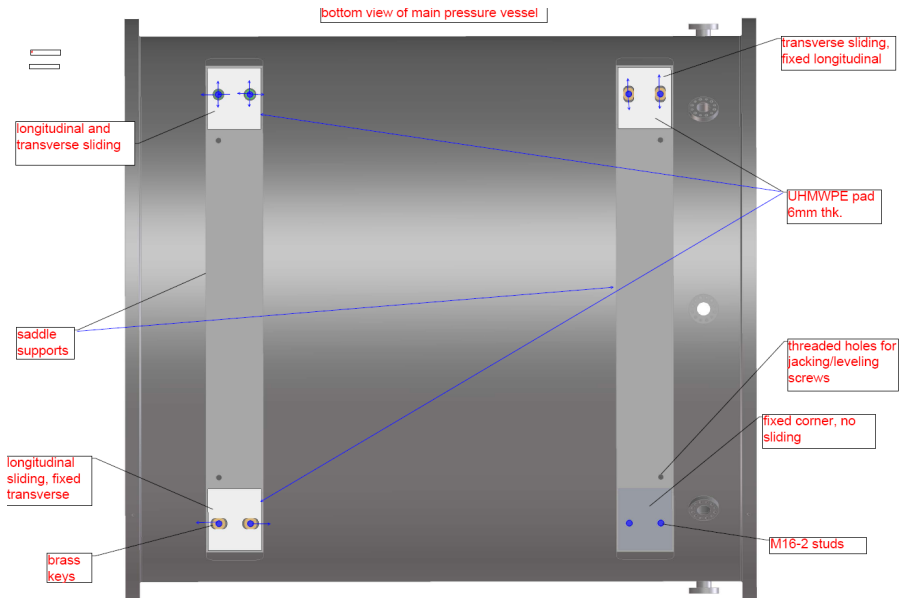 bottom view of main pressure vessel
transverse sliding,
fixed longitudinal
longitudinal and
transverse sliding
UHMWPE pad
6mm thk.
saddle
supports
threaded holes for
jacking/leveling
screws
fixed corner, no
sliding
longitudinal
sliding, fixed
transverse
M16-2 studs
brass
keys